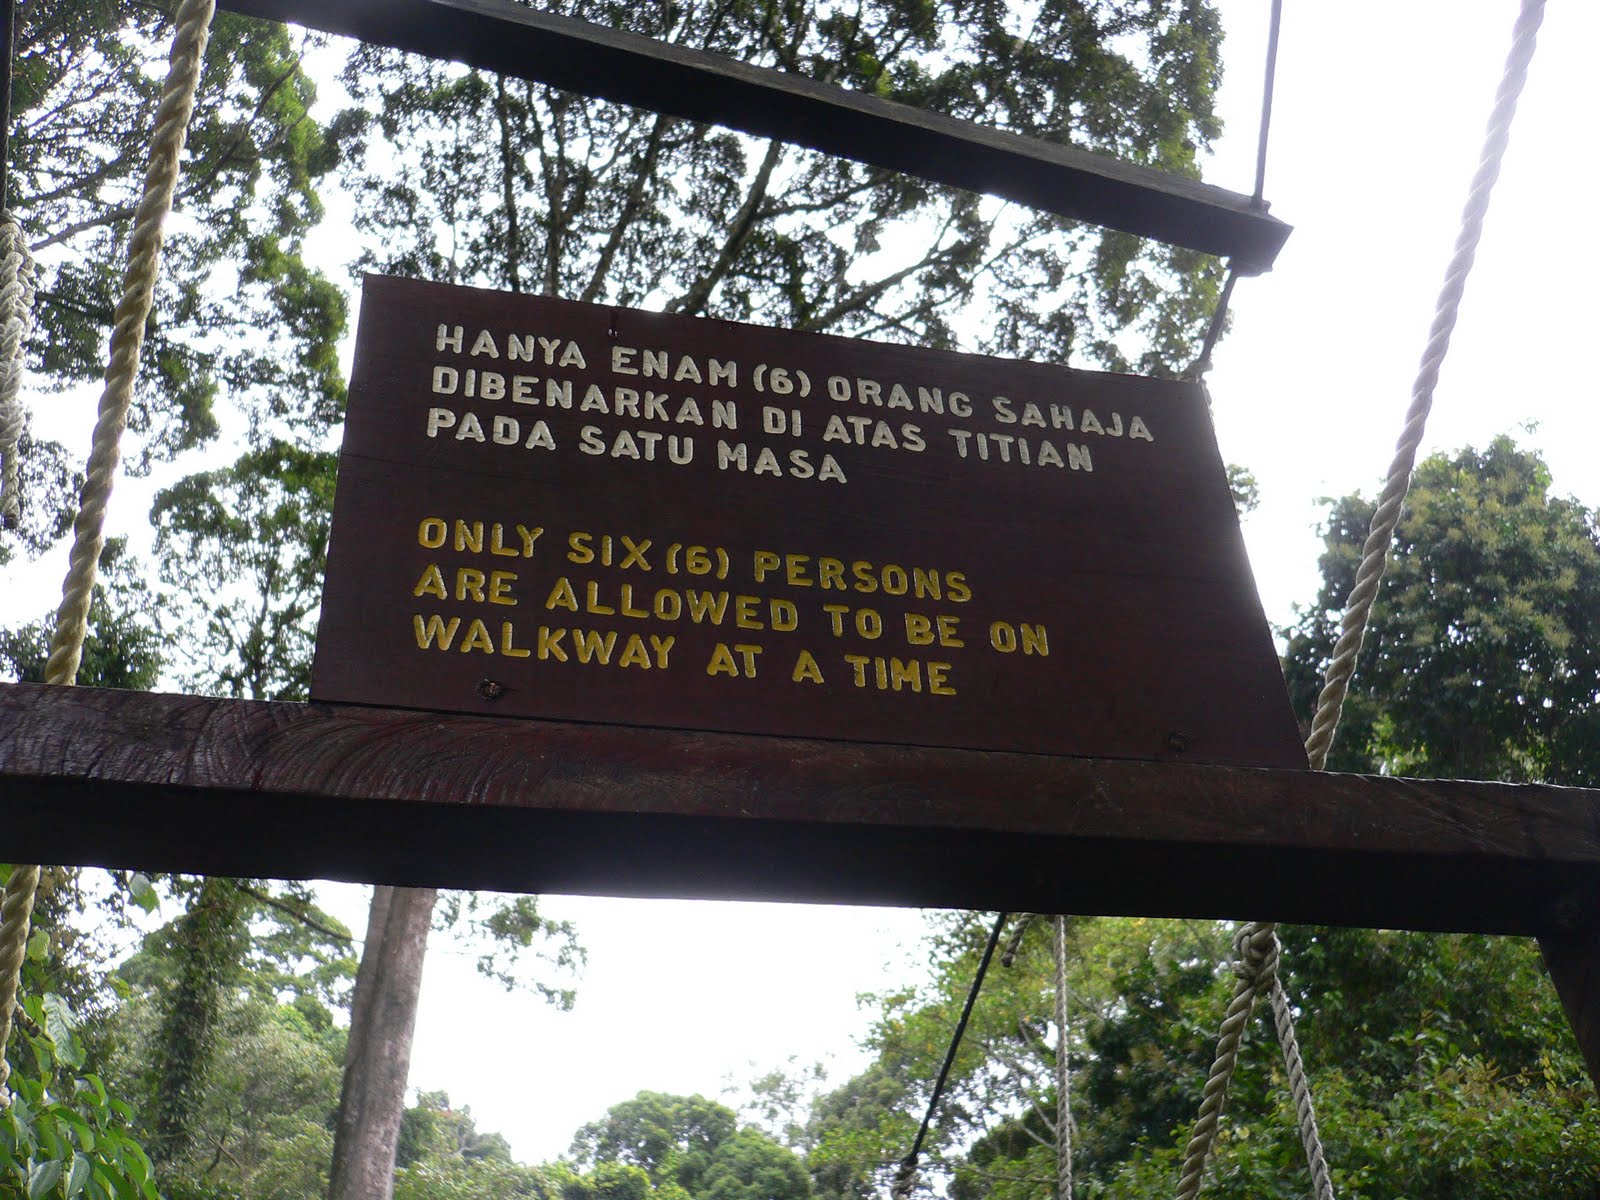 HANYA ENAM (6) ORANG SAHAJA
DIBENARKAN DI ATAS TITIAN
PADA SATU MASA
ONLY SIX (6) PERSONS
ARE ALLOWED TO BE ON
WALKWAY AT A TIME